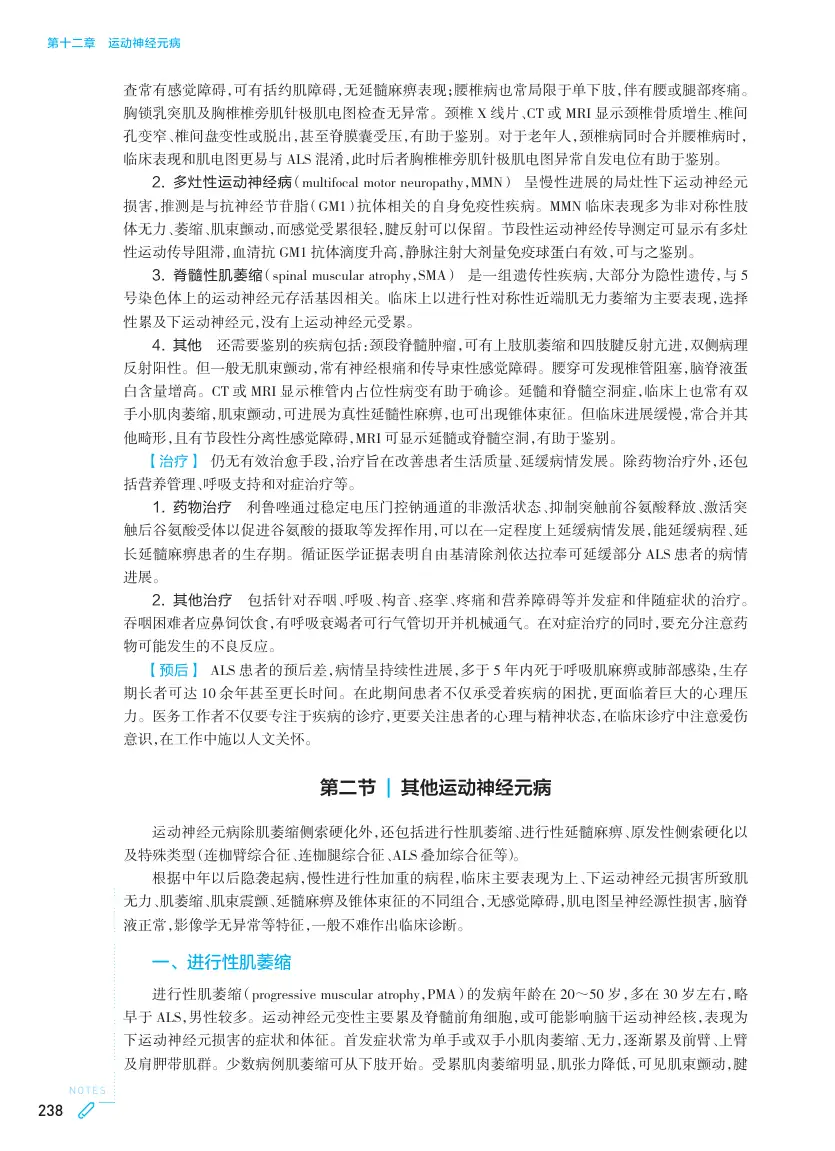 第十二章　运动神经元病
查常有感觉障碍,可有括约肌障碍,无延髓麻痹表现;腰椎病也常局限于单下肢,伴有腰或腿部疼痛。
胸锁乳突肌及胸椎椎旁肌针极肌电图检查无异常。颈椎 X 线片、CT 或 MRI 显示颈椎骨质增生、椎间
孔变窄、椎间盘变性或脱出,甚至脊膜囊受压,有助于鉴别。对于老年人,颈椎病同时合并腰椎病时,
临床表现和肌电图更易与 ALS 混淆,此时后者胸椎椎旁肌针极肌电图异常自发电位有助于鉴别。
2. 多灶性运动神经病(multifocal motor neuropathy,MMN)　呈慢性进展的局灶性下运动神经元
损害,推测是与抗神经节苷脂(GM1)抗体相关的自身免疫性疾病。MMN 临床表现多为非对称性肢
体无力、萎缩、肌束颤动,而感觉受累很轻,腱反射可以保留。节段性运动神经传导测定可显示有多灶
性运动传导阻滞,血清抗 GM1 抗体滴度升高,静脉注射大剂量免疫球蛋白有效,可与之鉴别。
3. 脊髓性肌萎缩(spinal muscular atrophy,SMA)　是一组遗传性疾病,大部分为隐性遗传,与 5
号染色体上的运动神经元存活基因相关。临床上以进行性对称性近端肌无力萎缩为主要表现,选择
性累及下运动神经元,没有上运动神经元受累。
4. 其他　还需要鉴别的疾病包括:颈段脊髓肿瘤,可有上肢肌萎缩和四肢腱反射亢进,双侧病理
反射阳性。但一般无肌束颤动,常有神经根痛和传导束性感觉障碍。腰穿可发现椎管阻塞,脑脊液蛋
白含量增高。CT 或 MRI 显示椎管内占位性病变有助于确诊。延髓和脊髓空洞症,临床上也常有双
手小肌肉萎缩,肌束颤动,可进展为真性延髓性麻痹,也可出现锥体束征。但临床进展缓慢,常合并其
他畸形,且有节段性分离性感觉障碍,MRI 可显示延髓或脊髓空洞,有助于鉴别。
【治疗】　仍无有效治愈手段,治疗旨在改善患者生活质量、延缓病情发展。除药物治疗外,还包
括营养管理、呼吸支持和对症治疗等。
1. 药物治疗　利鲁唑通过稳定电压门控钠通道的非激活状态、抑制突触前谷氨酸释放、激活突
触后谷氨酸受体以促进谷氨酸的摄取等发挥作用,可以在一定程度上延缓病情发展,能延缓病程、延
长延髓麻痹患者的生存期。循证医学证据表明自由基清除剂依达拉奉可延缓部分 ALS 患者的病情
进展。
2. 其他治疗　包括针对吞咽、呼吸、构音、痉挛、疼痛和营养障碍等并发症和伴随症状的治疗。
吞咽困难者应鼻饲饮食,有呼吸衰竭者可行气管切开并机械通气。在对症治疗的同时,要充分注意药
物可能发生的不良反应。
【预后】　ALS 患者的预后差,病情呈持续性进展,多于 5 年内死于呼吸肌麻痹或肺部感染,生存
期长者可达 10 余年甚至更长时间。在此期间患者不仅承受着疾病的困扰,更面临着巨大的心理压
力。医务工作者不仅要专注于疾病的诊疗,更要关注患者的心理与精神状态,在临床诊疗中注意爱伤
意识,在工作中施以人文关怀。
第二节 | 其他运动神经元病
运动神经元病除肌萎缩侧索硬化外,还包括进行性肌萎缩、进行性延髓麻痹、原发性侧索硬化以
及特殊类型(连枷臂综合征、连枷腿综合征、ALS 叠加综合征等)。
根据中年以后隐袭起病,慢性进行性加重的病程,临床主要表现为上、下运动神经元损害所致肌
无力、肌萎缩、肌束震颤、延髓麻痹及锥体束征的不同组合,无感觉障碍,肌电图呈神经源性损害,脑脊
液正常,影像学无异常等特征,一般不难作出临床诊断。
一、进行性肌萎缩
进行性肌萎缩(progressive muscular atrophy,PMA)的发病年龄在 20～50 岁,多在 30 岁左右,略
早于 ALS,男性较多。运动神经元变性主要累及脊髓前角细胞,或可能影响脑干运动神经核,表现为
下运动神经元损害的症状和体征。首发症状常为单手或双手小肌肉萎缩、无力,逐渐累及前臂、上臂
及肩胛带肌群。少数病例肌萎缩可从下肢开始。受累肌肉萎缩明显,肌张力降低,可见肌束颤动,腱
NOTES
238